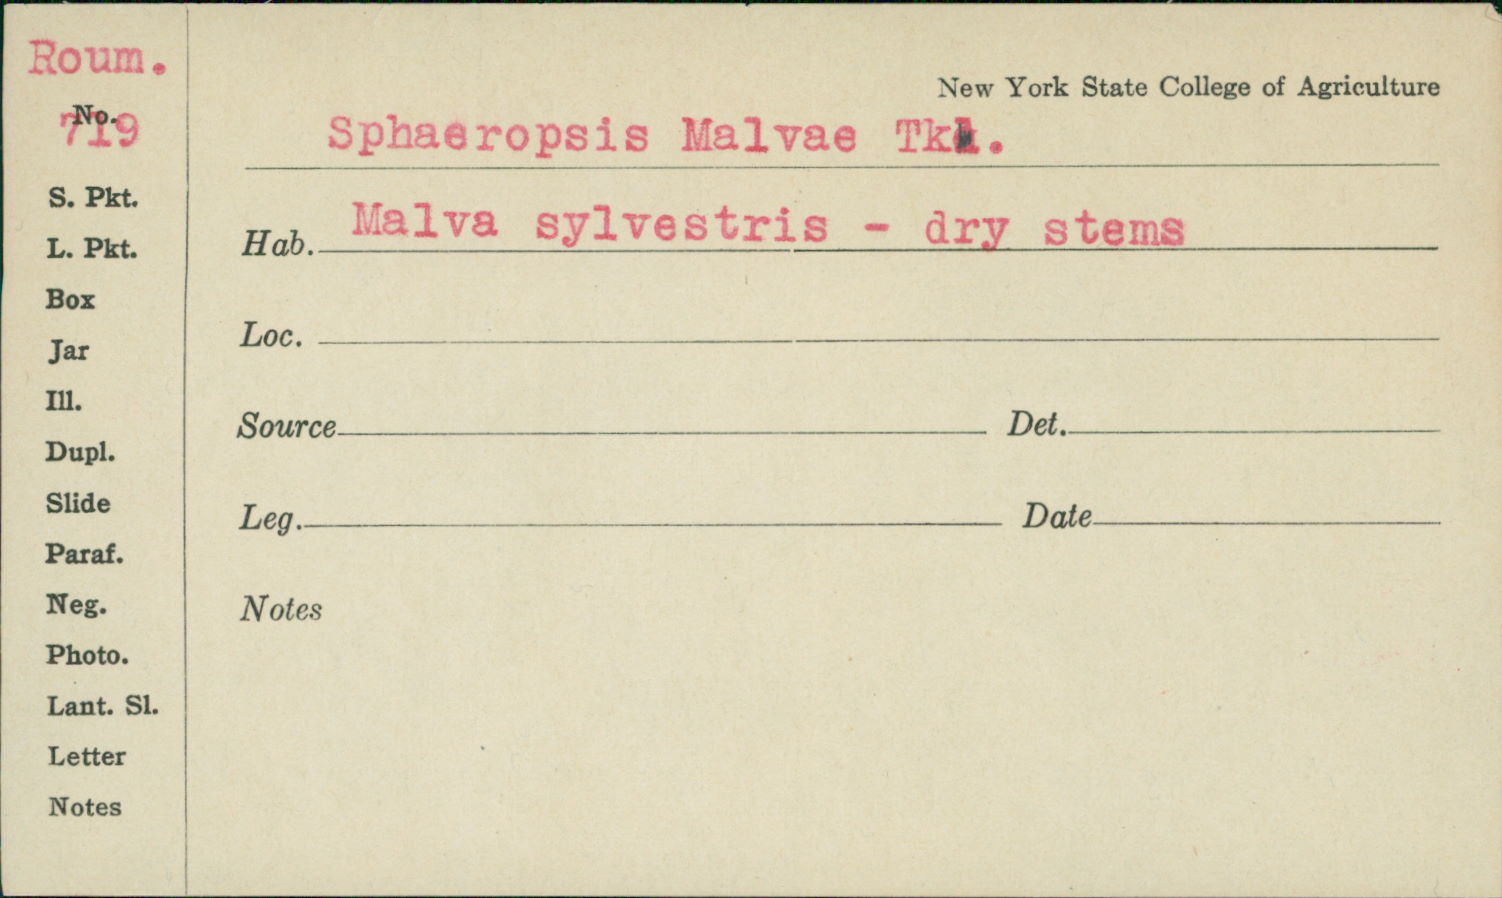 Roum.
No.
719
New York State College of Agriculture
Sphaeropsis Malvae
Hab. Malva sylvestris - dry stems
S. Pkt.
L. Pkt.
Box
Jar
Ill.
Dupl.
Slide
Paraf.
Neg.
Photo.
Lant. Sl.
Letter
Notes
Loc.
Source Det.
Leg. Date
Notes